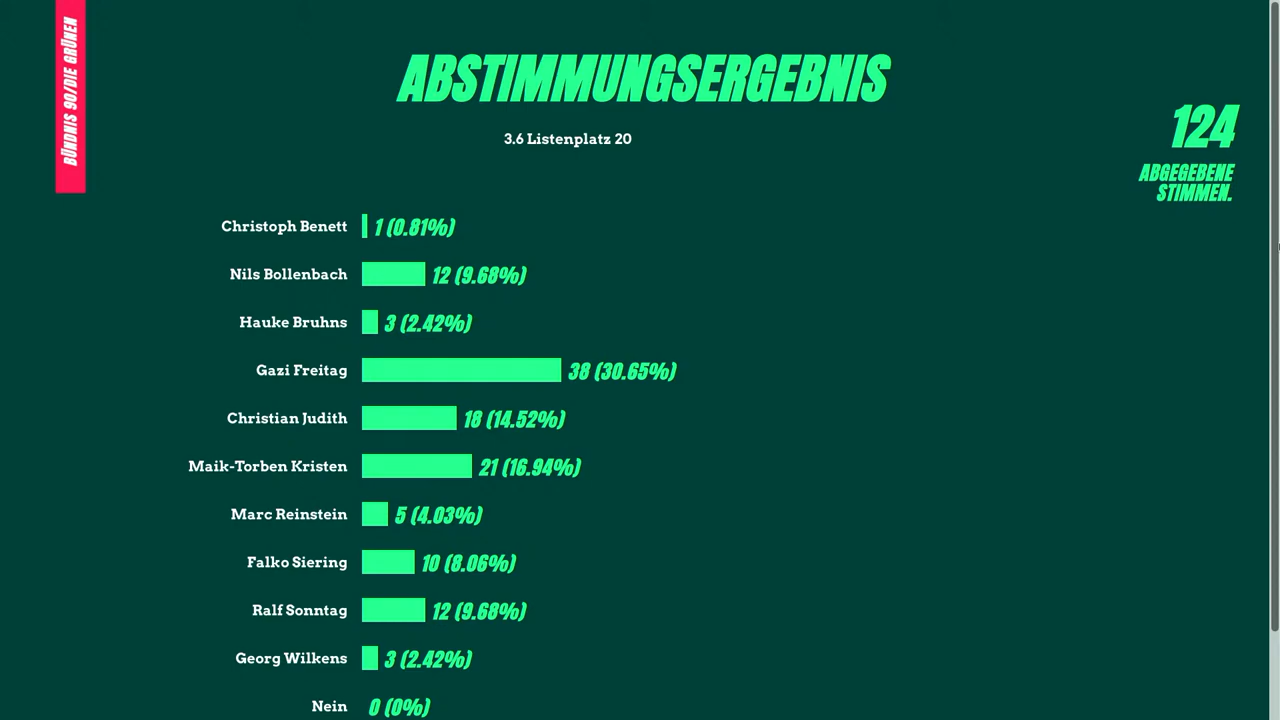 BÜNDNIS 90/DIE GRÜNEN
ABSTIMMUNGSERGEBNIS
3.6 Listenplatz 20
124
ABGEGEBENE
STIMMEN.
Christoph Benett 1 (0.81%)
Nils Bollenbach 12 (9.68%)
Hauke Bruhns 3 (2.42%)
Gazi Freitag 38 (30.65%)
Christian Judith 18 (14.52%)
Maik-Torben Kristen 21 (16.94%)
Marc Reinstein 5 (4.03%)
Falko Siering 10 (8.06%)
Ralf Sonntag 12 (9.68%)
Georg Wilkens 3 (2.42%)
Nein 0 (0%)